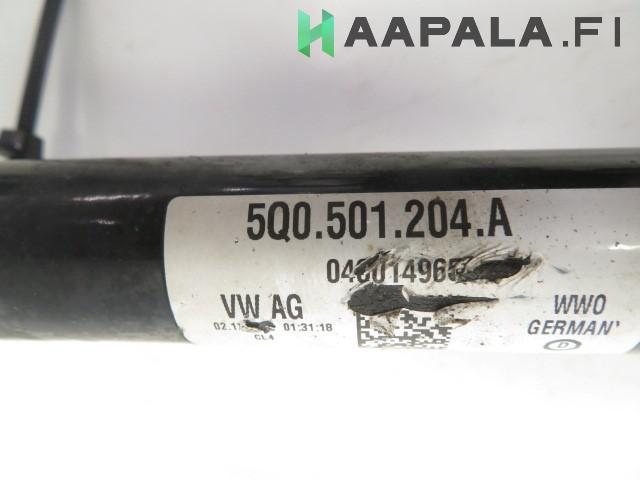 HAAPALA.FI
5Q0.501.204.A
VW AG
WWO
01:31:18
GERMAN
D